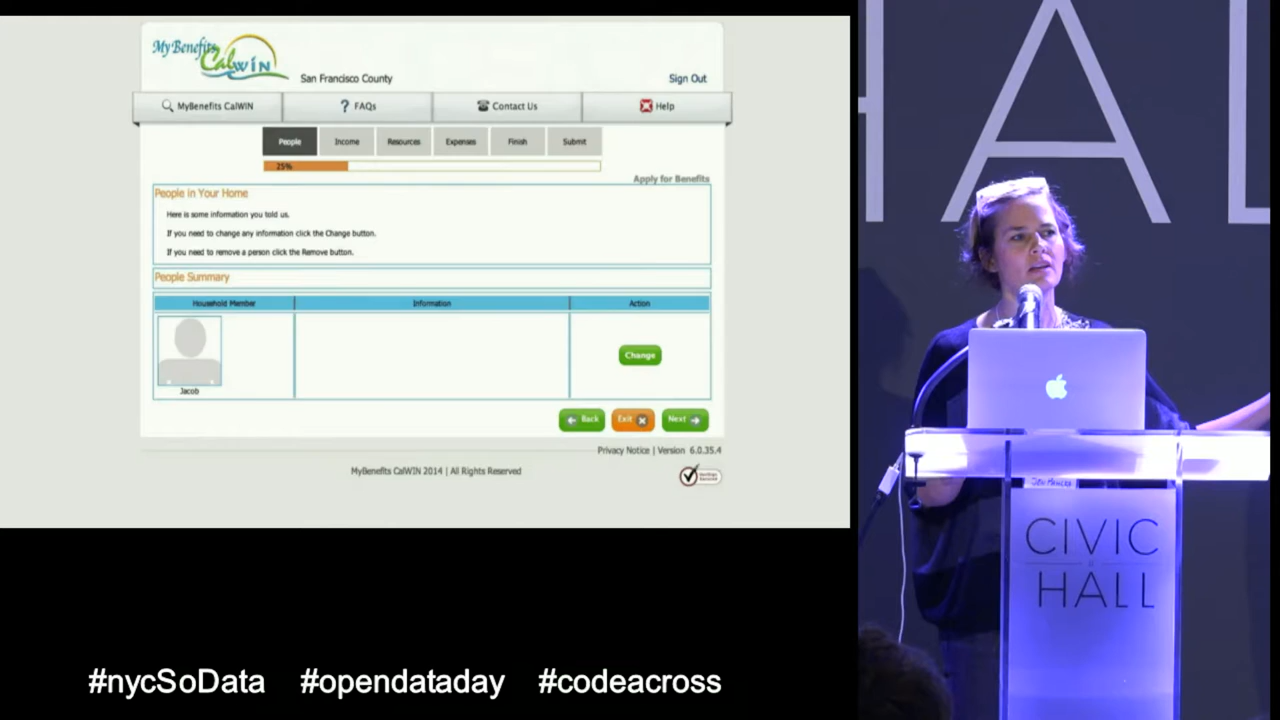 HAL
MyBenefits
CalWIN
San Francisco County
Sign Out
MyBenefits CalWIN
? FAQs
Contact Us
Help
People
Income
Resources
Expenses
Finish
Submit
25%
Apply for Benefits
People in Your Home
Here is some information you told us.
If you need to change any information click the Change button.
If you need to remove a person click the Remove button.
People Summary
Household Member
Information
Action
Jacob
Change
Back
Exit
Next
Privacy Notice | Version 6.0.35.4
MyBenefits CalWIN 2014 | All Rights Reserved
CIVIC
HALL
#nycSoData #opendataday #codeacross